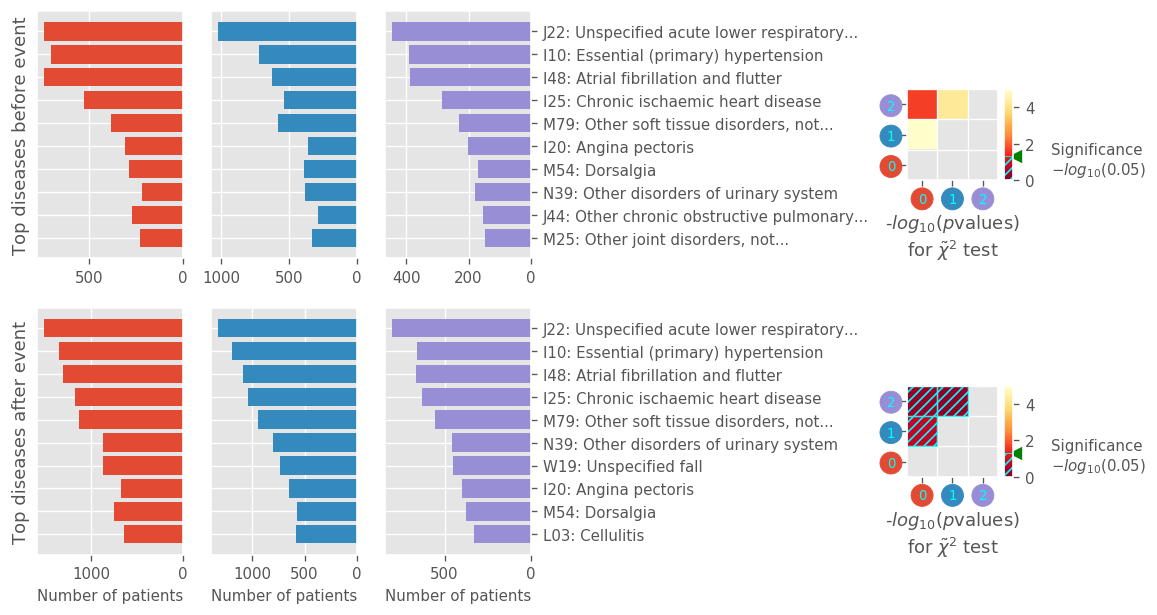 Top diseases before event
J22: Unspecified acute lower respiratory...
I10: Essential (primary) hypertension
I48: Atrial fibrillation and flutter
I25: Chronic ischaemic heart disease
M79: Other soft tissue disorders, not...
I20: Angina pectoris
M54: Dorsalgia
N39: Other disorders of urinary system
J44: Other chronic obstructive pulmonary...
M25: Other joint disorders, not...
500 0
1000 500 0
400 200 0
2
1
0
0 1 2
4
2
0
Significance
−log₁₀(0.05)
-log₁₀(pvalues)
for χ̃² test
Top diseases after event
J22: Unspecified acute lower respiratory...
I10: Essential (primary) hypertension
I48: Atrial fibrillation and flutter
I25: Chronic ischaemic heart disease
M79: Other soft tissue disorders, not...
N39: Other disorders of urinary system
W19: Unspecified fall
I20: Angina pectoris
M54: Dorsalgia
L03: Cellulitis
1000 0
1000 500 0
500 0
Number of patients
Number of patients
Number of patients
2
1
0
0 1 2
4
2
0
Significance
−log₁₀(0.05)
-log₁₀(pvalues)
for χ̃² test